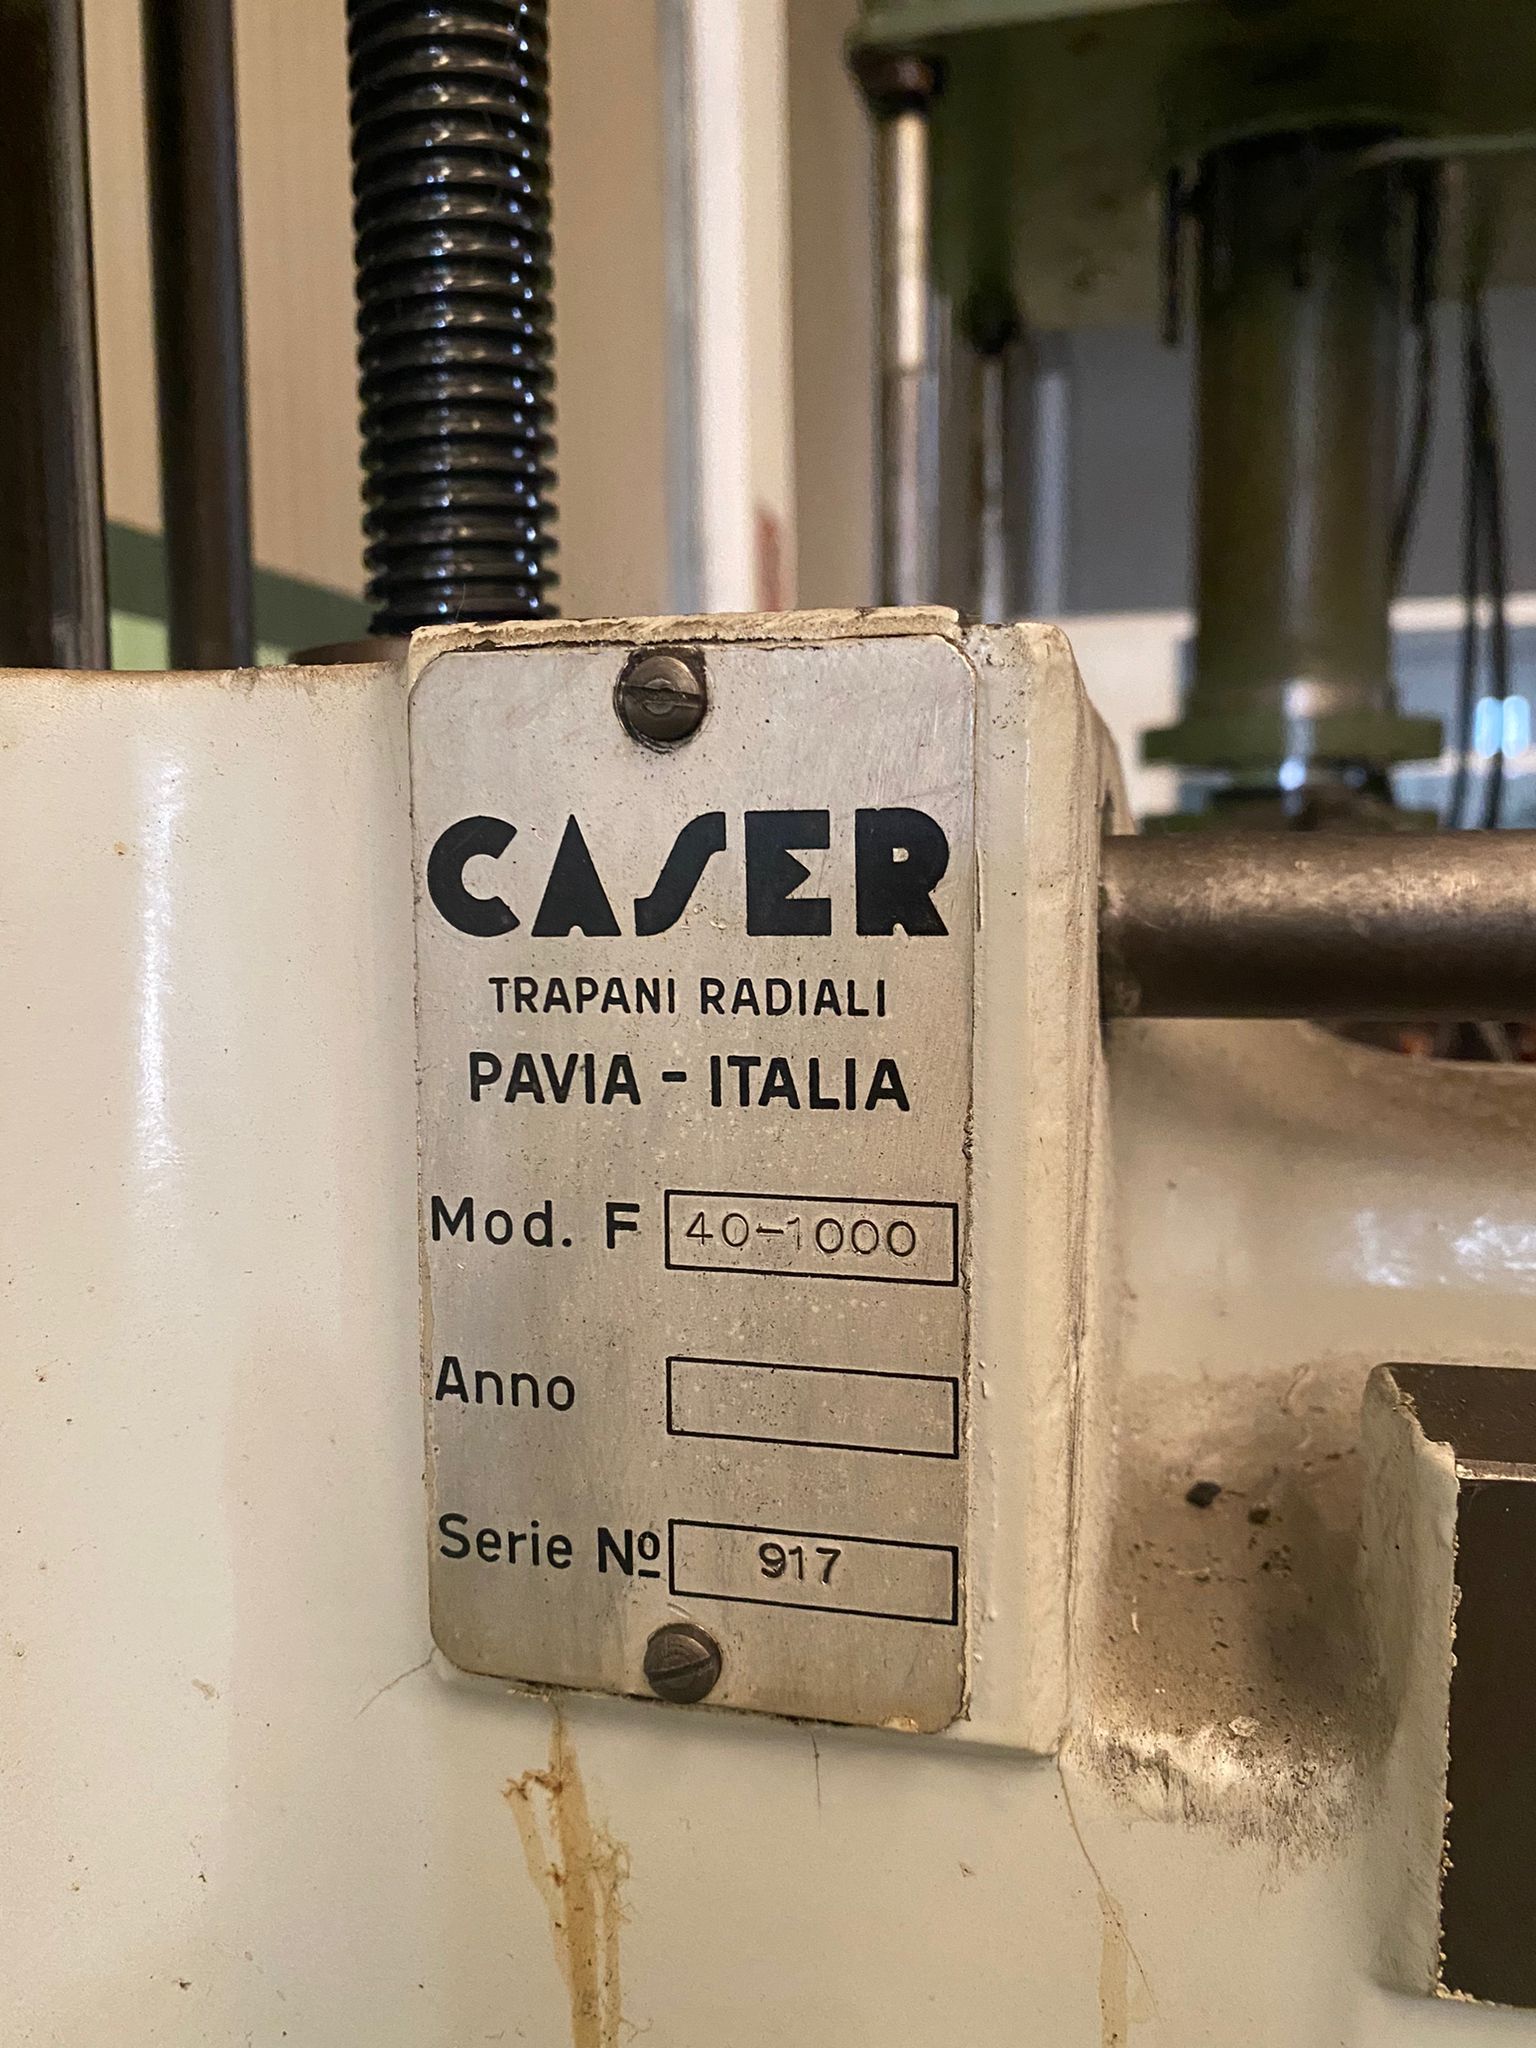 CASER
TRAPANI RADIALI
PAVIA - ITALIA
Mod. F 40-1000
Anno
Serie Nº 917